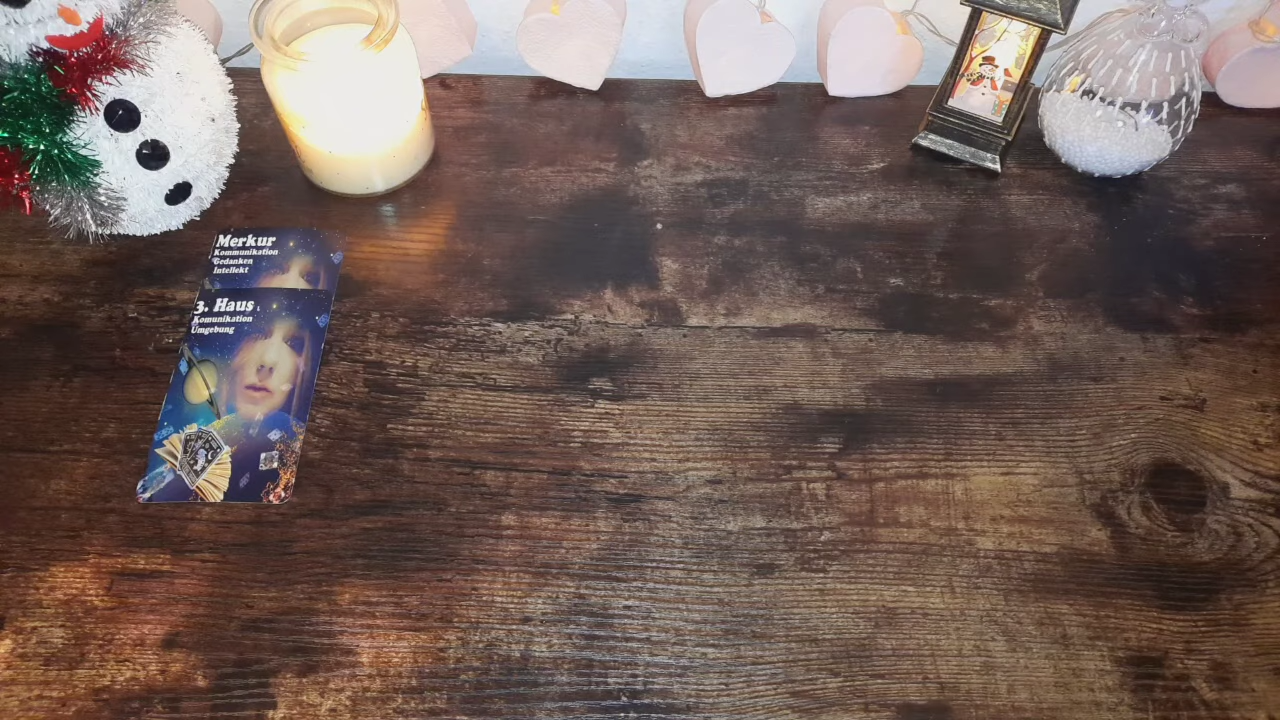 Merkur
Kommunikation
Gedanken
Intellekt
3. Haus
Komunikation
Umgebung